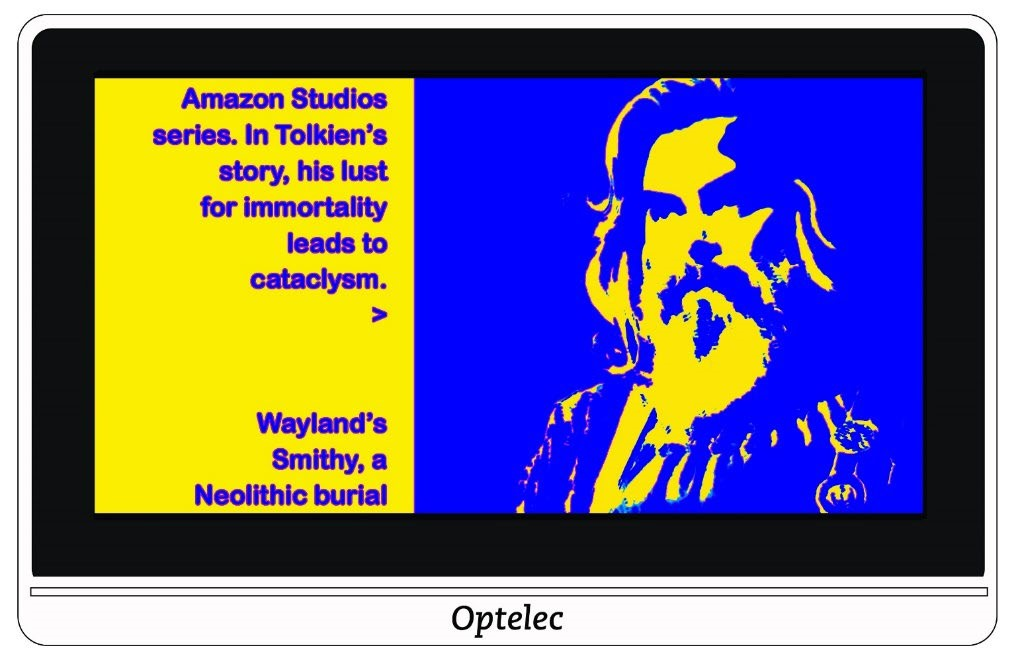 Amazon Studios
series. In Tolkien’s
story, his lust
for immortality
leads to
cataclysm.
>
Wayland’s
Smithy, a
Neolithic burial
Optelec